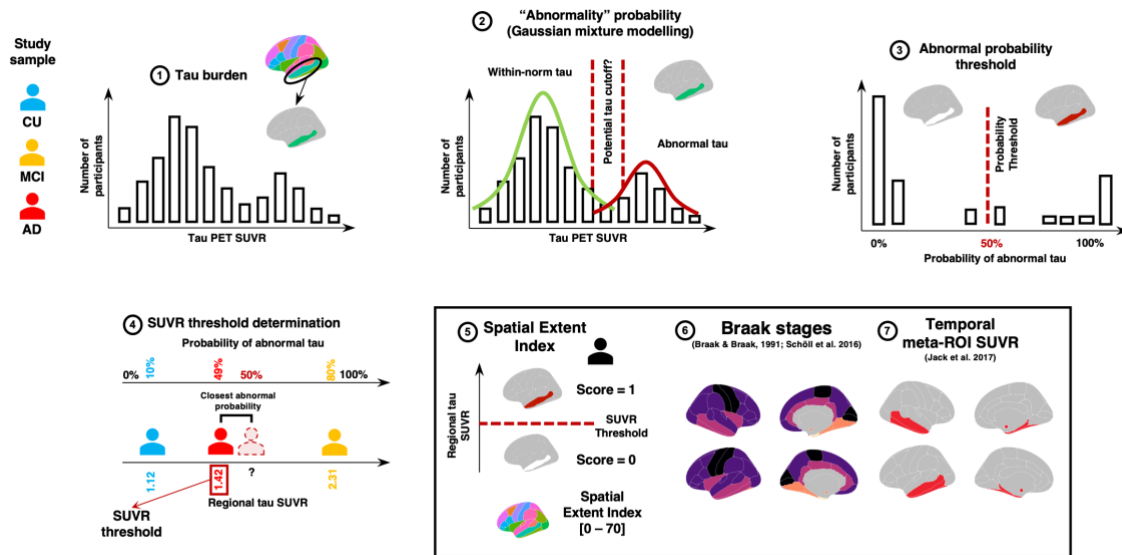 Study
sample
CU
MCI
AD
1 Tau burden
Number of
participants
Tau PET SUVR
2 “Abnormality” probability
(Gaussian mixture modelling)
Within-norm tau
Potential tau cutoff?
Abnormal tau
Number of
participants
Tau PET SUVR
3 Abnormal probability
threshold
Number of
participants
Probability
Threshold
0%
50%
100%
Probability of abnormal tau
4 SUVR threshold determination
Probability of abnormal tau
0%
10%
49%
50%
80%
100%
Closest abnormal
probability
1.12
1.42
?
2.31
Regional tau SUVR
SUVR
threshold
5 Spatial Extent
Index
Regional tau
SUVR
Score = 1
SUVR
Threshold
Score = 0
Spatial
Extent Index
[0 – 70]
6 Braak stages
(Braak & Braak, 1991; Schöll et al. 2016)
7 Temporal
meta-ROI SUVR
(Jack et al. 2017)